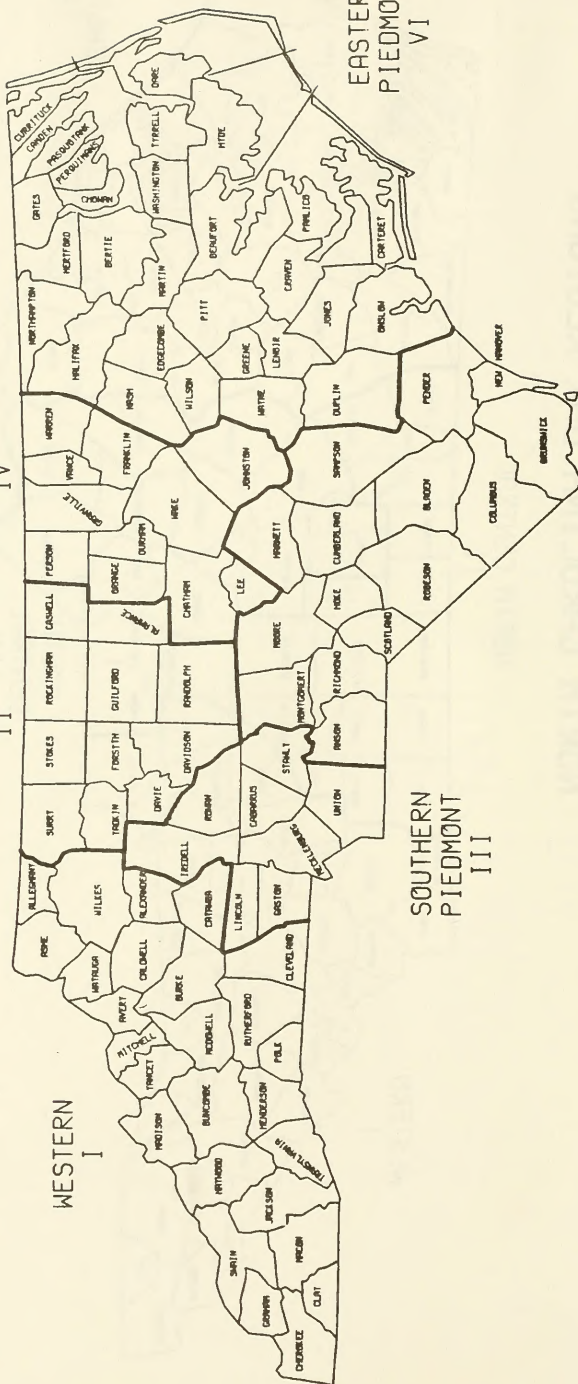 WESTERN
I
II
IV
EASTER
PIEDMO
VI
SOUTHERN
PIEDMONT
III
ALLEGHANY
SURRY
STOKES
ROCKINGHAM
CASWELL
PERSON
GRANVILLE
VANCE
WARREN
NORTHAMPTON
GATES
CURRITUCK
CAMDEN
PASQUOTANK
PERQUIMANS
CHOWAN
HERTFORD
HALIFAX
BERTIE
ASHE
WATAUGA
WILKES
YADKIN
FORSYTH
GUILFORD
ALAMANCE
ORANGE
DURHAM
FRANKLIN
NASH
EDGECOMBE
MARTIN
WASHINGTON
TYRRELL
DARE
AVERY
MITCHELL
YANCEY
MADISON
CALDWELL
ALEXANDER
IREDELL
DAVIE
DAVIDSON
RANDOLPH
CHATHAM
WAKE
WILSON
PITT
BEAUFORT
HYDE
BUNCOMBE
MCDOWELL
BURKE
CATAWBA
ROWAN
LEE
JOHNSTON
GREENE
WAYNE
LENOIR
CRAVEN
PAMLICO
HAYWOOD
SWAIN
GRAHAM
CHEROKEE
CLAY
MACON
JACKSON
TRANSYLVANIA
HENDERSON
POLK
RUTHERFORD
CLEVELAND
LINCOLN
GASTON
MECKLENBURG
CABARRUS
STANLY
UNION
ANSON
MONTGOMERY
RICHMOND
MOORE
HARNETT
HOKE
SCOTLAND
CUMBERLAND
SAMPSON
DUPLIN
JONES
CARTERET
ONSLOW
ROBESON
BLADEN
PENDER
NEW HANOVER
COLUMBUS
BRUNSWICK